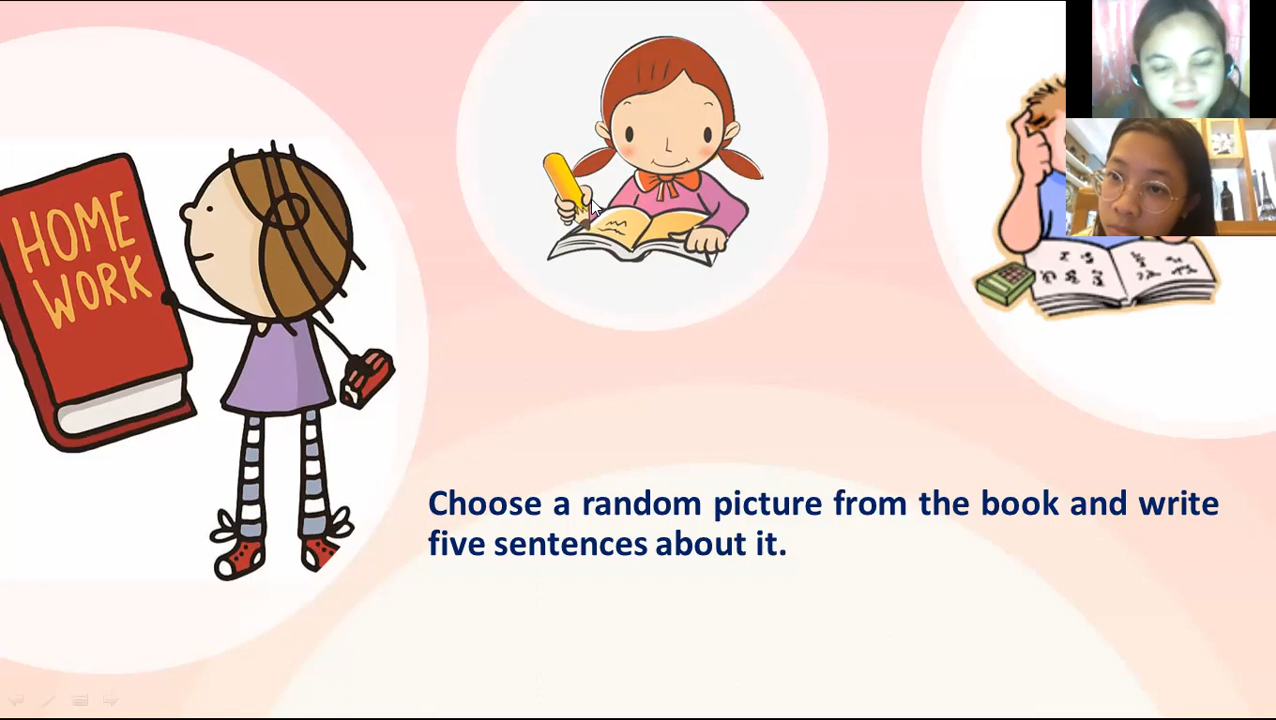 HOME
WORK
Choose a random picture from the book and write
five sentences about it.